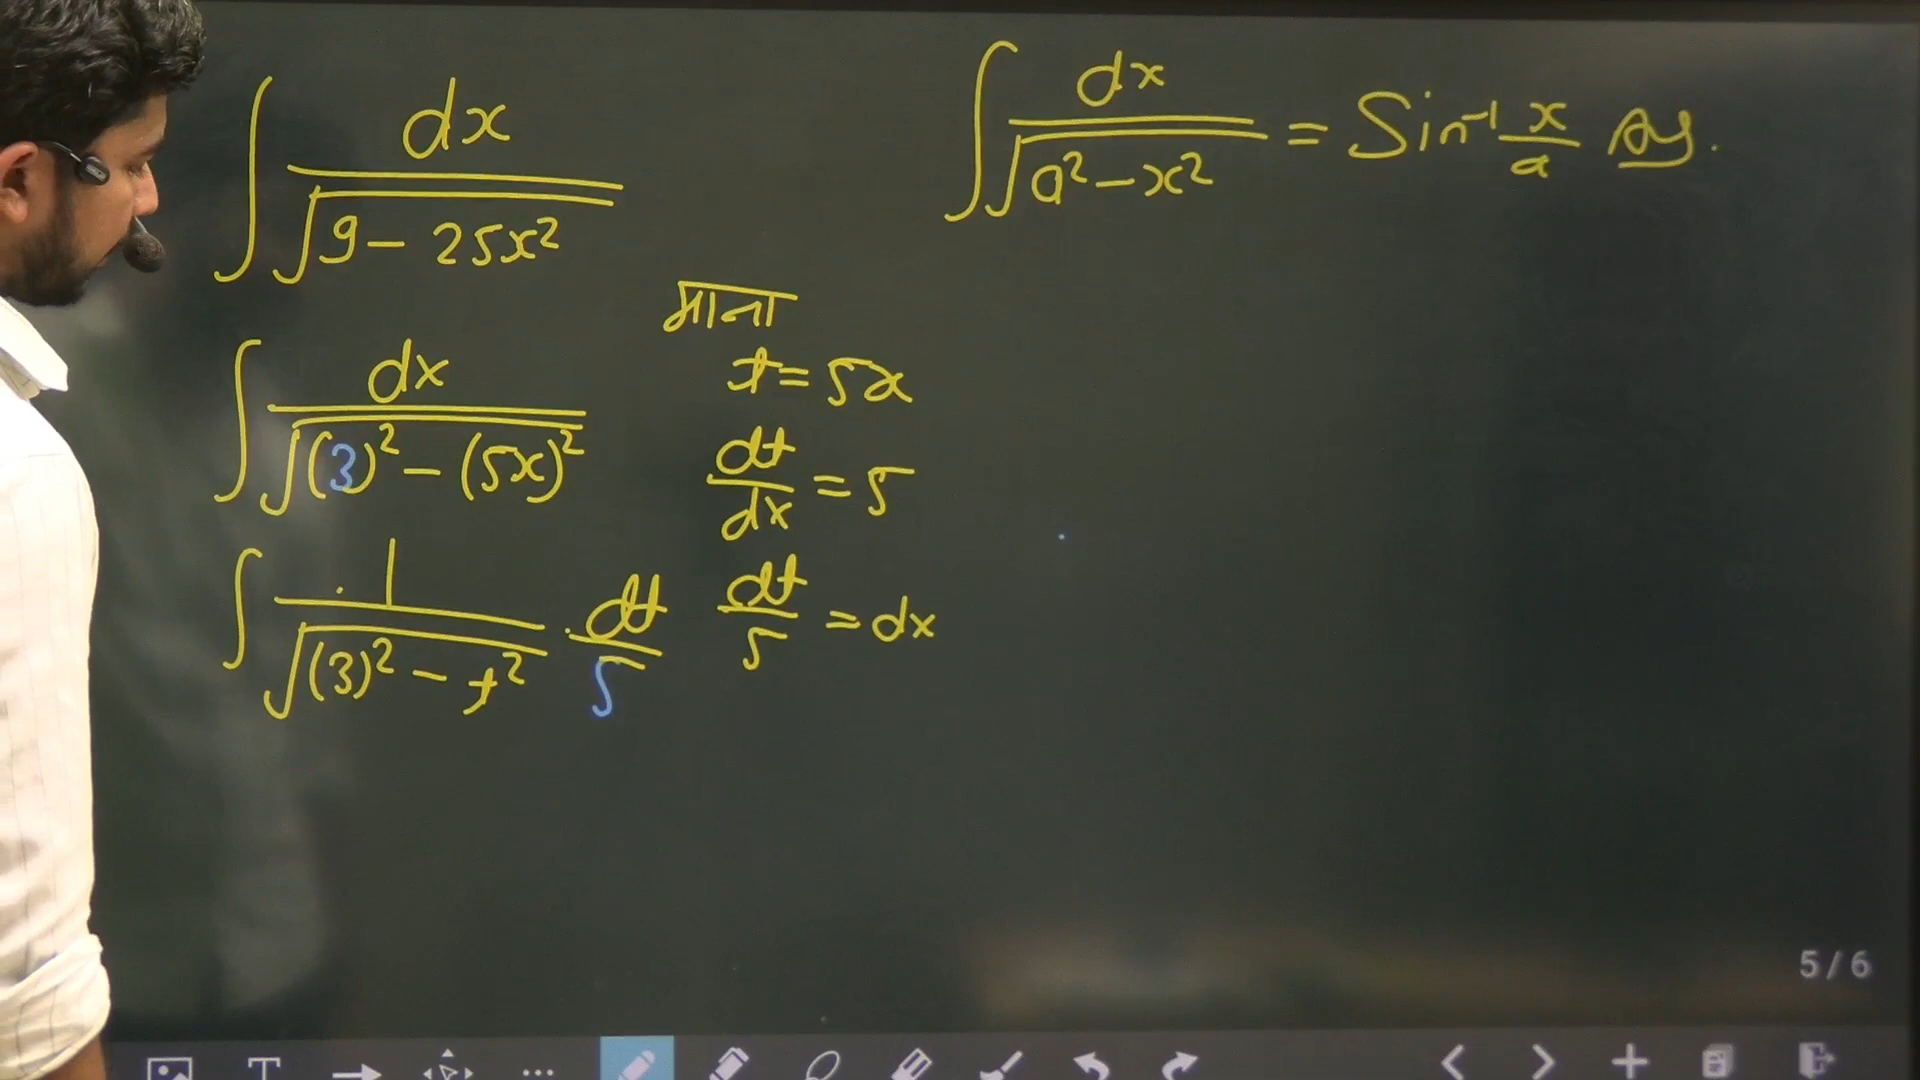 ∫ dx / √(9 − 25x²)
∫ dx / √((3)² − (5x)²)
∫ 1 / √((3)² − t²) · dt/5
माना
t = 5x
dt/dx = 5
dt/5 = dx
∫ dx / √(a² − x²) = Sin⁻¹ x/a
5 / 6
T